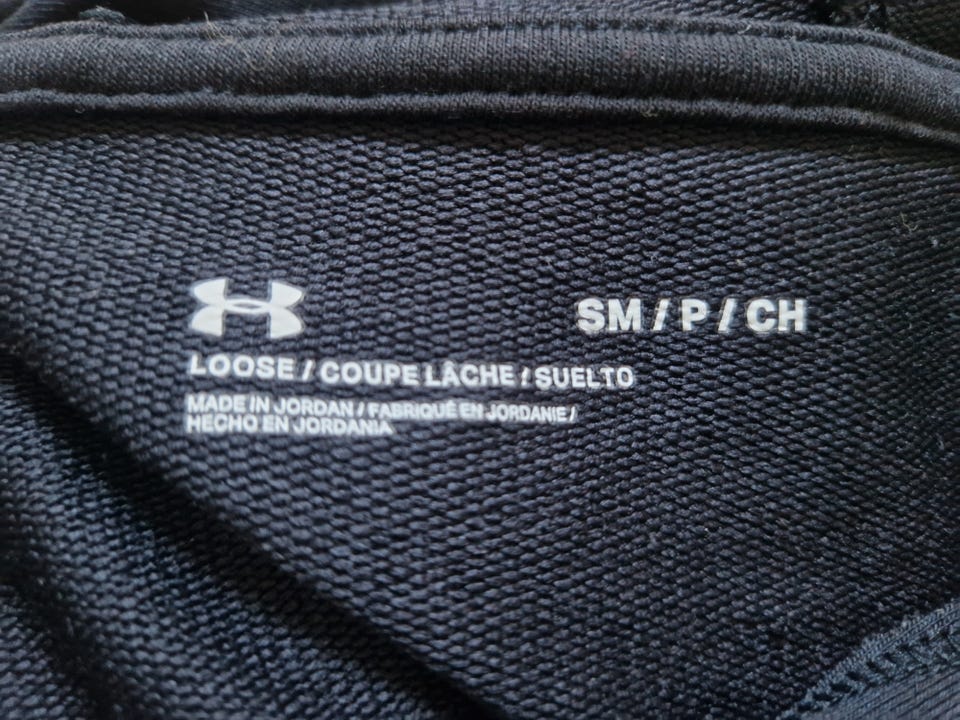 SM / P / CH
LOOSE / COUPE LÂCHE / SUELTO
MADE IN JORDAN / FABRIQUÉ EN JORDANIE /
HECHO EN JORDANIA